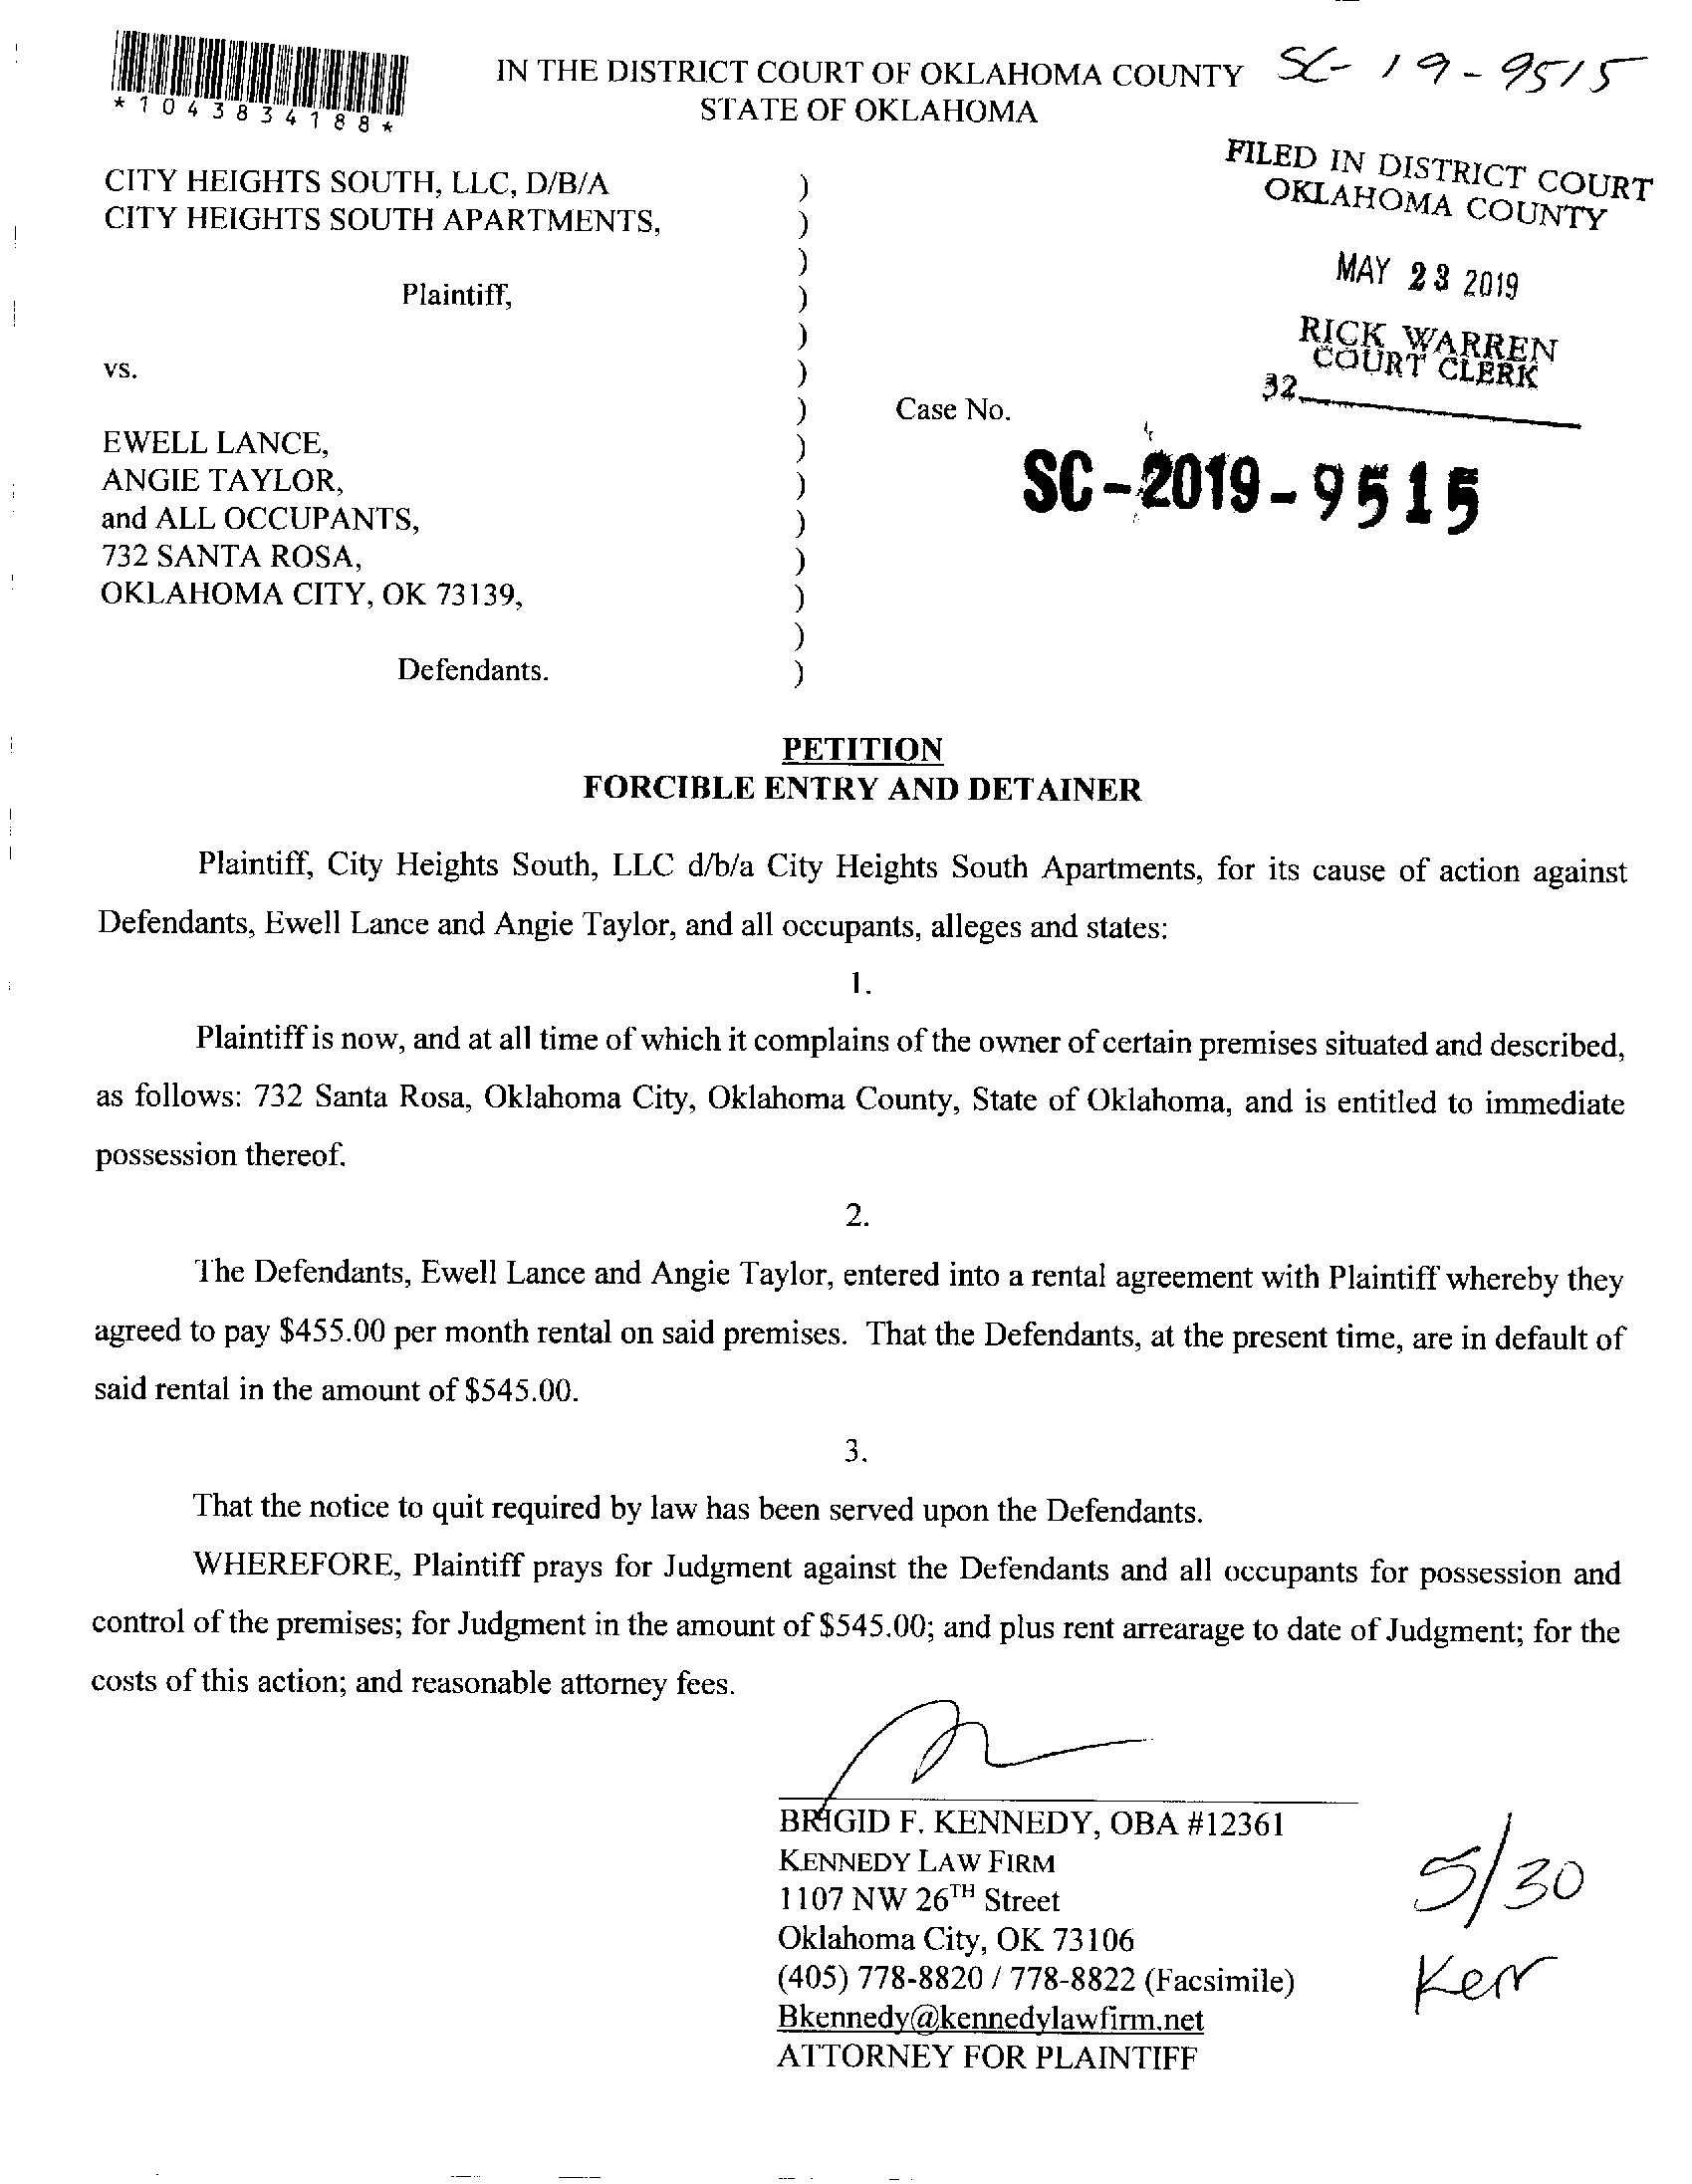 IN THE DISTRICT COURT OF OKLAHOMA COUNTY
STATE OF OKLAHOMA
SC-19-9515
*1043834188*
FILED IN DISTRICT COURT
OKLAHOMA COUNTY
MAY 23 2019
RICK WARREN
COURT CLERK
32
CITY HEIGHTS SOUTH, LLC, D/B/A )
CITY HEIGHTS SOUTH APARTMENTS, )
)
Plaintiff, )
)
vs. )
) Case No.
EWELL LANCE, )
ANGIE TAYLOR, ) SC-2019-9515
and ALL OCCUPANTS, )
732 SANTA ROSA, )
OKLAHOMA CITY, OK 73139, )
)
Defendants. )
PETITION
FORCIBLE ENTRY AND DETAINER
Plaintiff, City Heights South, LLC d/b/a City Heights South Apartments, for its cause of action against
Defendants, Ewell Lance and Angie Taylor, and all occupants, alleges and states:
1.
Plaintiff is now, and at all time of which it complains of the owner of certain premises situated and described,
as follows: 732 Santa Rosa, Oklahoma City, Oklahoma County, State of Oklahoma, and is entitled to immediate
possession thereof.
2.
The Defendants, Ewell Lance and Angie Taylor, entered into a rental agreement with Plaintiff whereby they
agreed to pay $455.00 per month rental on said premises. That the Defendants, at the present time, are in default of
said rental in the amount of $545.00.
3.
That the notice to quit required by law has been served upon the Defendants.
WHEREFORE, Plaintiff prays for Judgment against the Defendants and all occupants for possession and
control of the premises; for Judgment in the amount of $545.00; and plus rent arrearage to date of Judgment; for the
costs of this action; and reasonable attorney fees.
BRIGID F. KENNEDY, OBA #12361
KENNEDY LAW FIRM
1107 NW 26TH Street
Oklahoma City, OK 73106
(405) 778-8820 / 778-8822 (Facsimile)
Bkennedy@kennedylawfirm.net
ATTORNEY FOR PLAINTIFF
5/30
Kerr